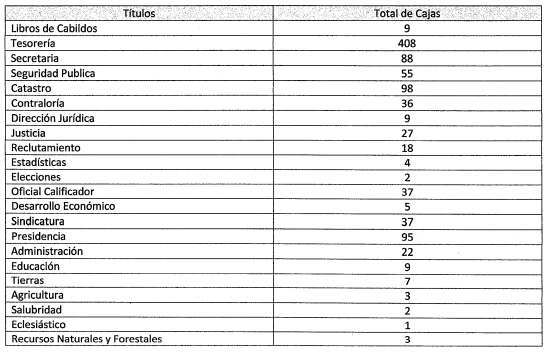 Títulos Total de Cajas
Libros de Cabildos 9
Tesorería 408
Secretaria 88
Seguridad Publica 55
Catastro 98
Contraloría 36
Dirección Jurídica 9
Justicia 27
Reclutamiento 18
Estadísticas 4
Elecciones 2
Oficial Calificador 37
Desarrollo Económico 5
Sindicatura 37
Presidencia 95
Administración 22
Educación 9
Tierras 7
Agricultura 3
Salubridad 2
Eclesiástico 1
Recursos Naturales y Forestales 3